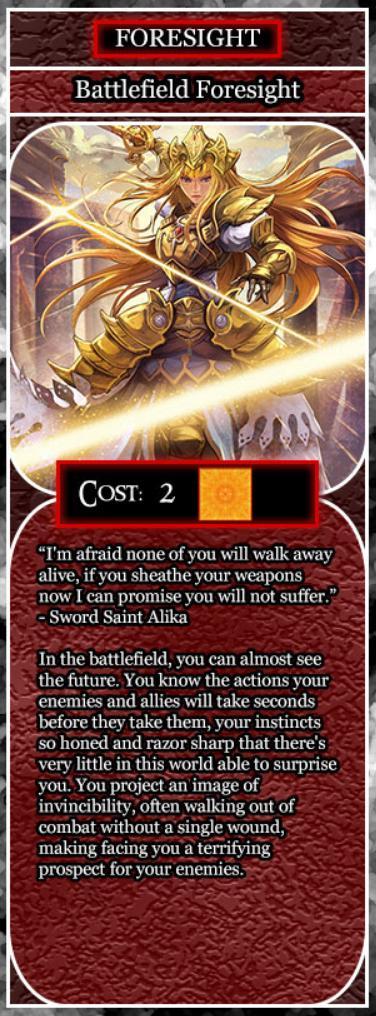 FORESIGHT
Battlefield Foresight
COST: 2
“I'm afraid none of you will walk away
alive, if you sheathe your weapons
now I can promise you will not suffer.”
- Sword Saint Alika
In the battlefield, you can almost see
the future. You know the actions your
enemies and allies will take seconds
before they take them, your instincts
so honed and razor sharp that there's
very little in this world able to surprise
you. You project an image of
invincibility, often walking out of
combat without a single wound,
making facing you a terrifying
prospect for your enemies.